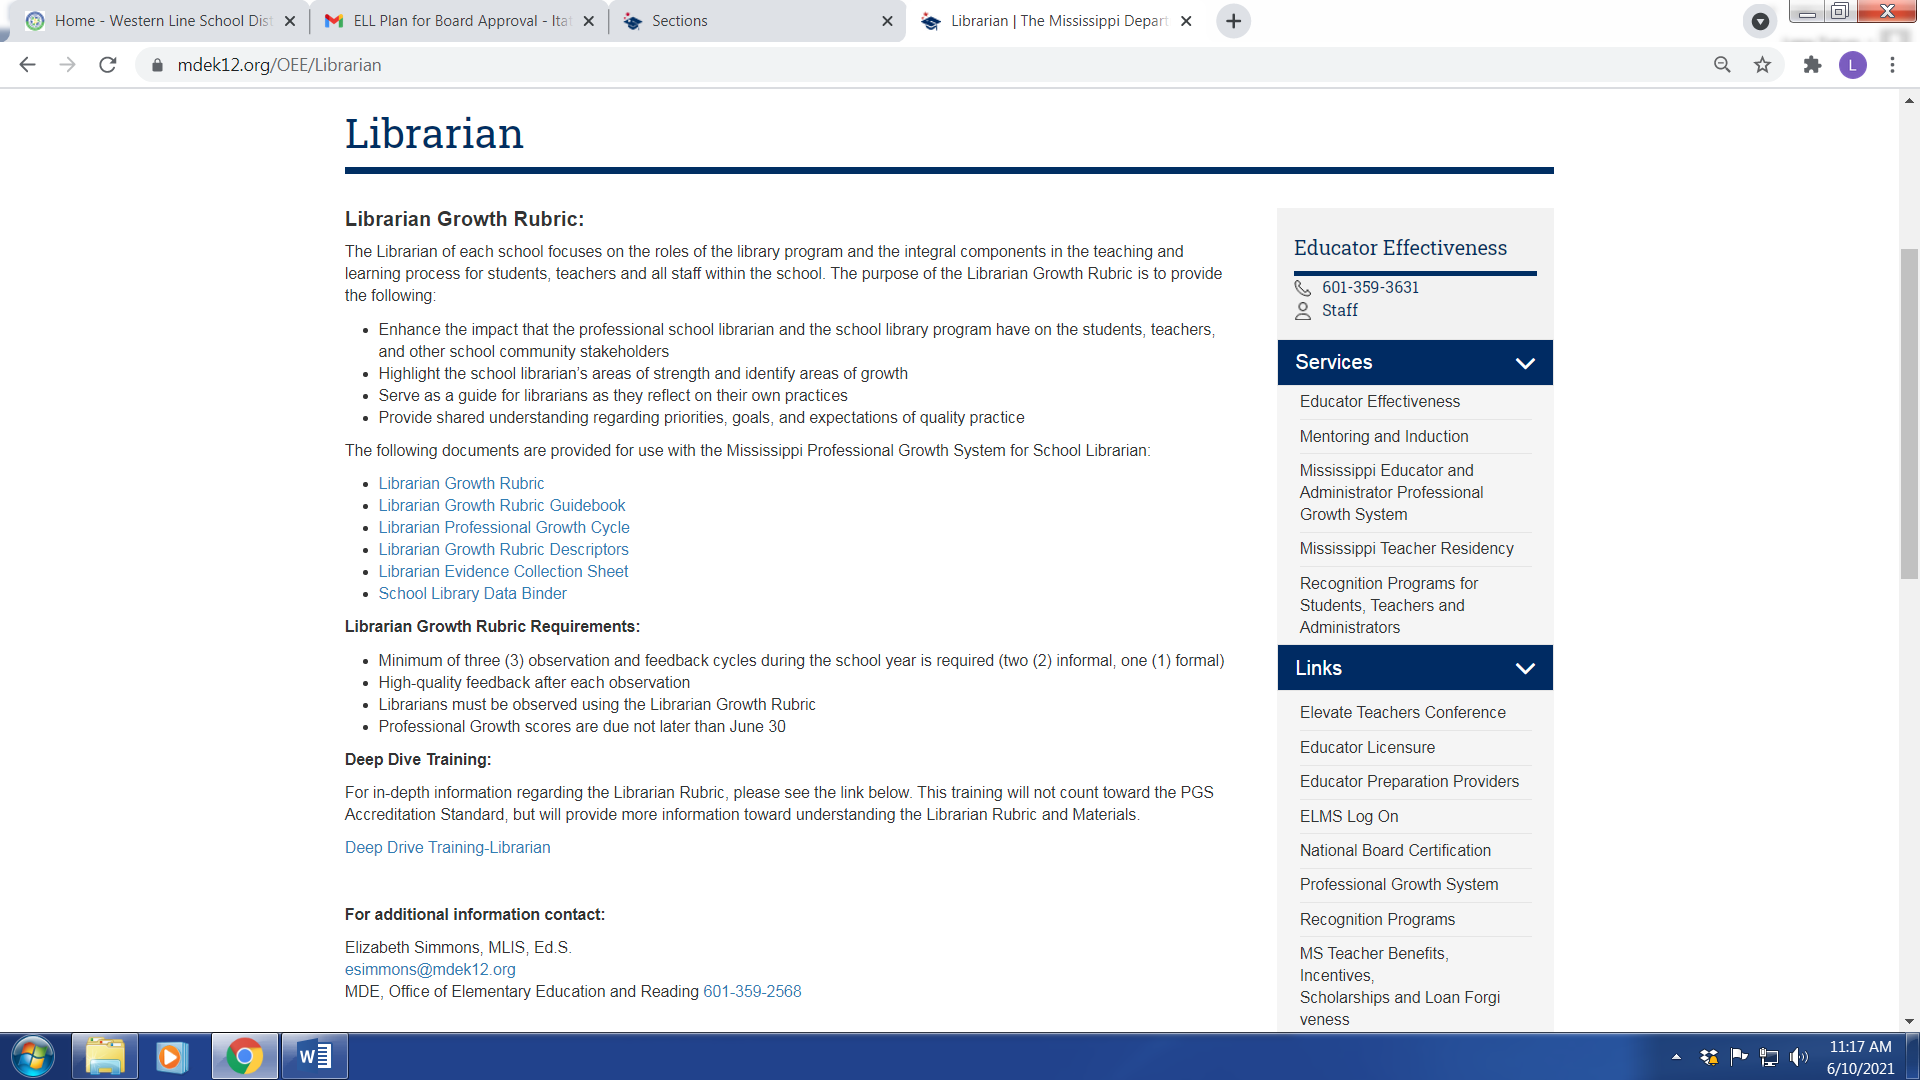 Home - Western Line School Dist
ELL Plan for Board Approval - Ita
Sections
Librarian | The Mississippi Depart
mdek12.org/OEE/Librarian
L
Librarian
Librarian Growth Rubric:
The Librarian of each school focuses on the roles of the library program and the integral components in the teaching and
learning process for students, teachers and all staff within the school. The purpose of the Librarian Growth Rubric is to provide
the following:
Enhance the impact that the professional school librarian and the school library program have on the students, teachers,
and other school community stakeholders
Highlight the school librarian's areas of strength and identify areas of growth
Serve as a guide for librarians as they reflect on their own practices
Provide shared understanding regarding priorities, goals, and expectations of quality practice
The following documents are provided for use with the Mississippi Professional Growth System for School Librarian:
Librarian Growth Rubric
Librarian Growth Rubric Guidebook
Librarian Professional Growth Cycle
Librarian Growth Rubric Descriptors
Librarian Evidence Collection Sheet
School Library Data Binder
Librarian Growth Rubric Requirements:
Minimum of three (3) observation and feedback cycles during the school year is required (two (2) informal, one (1) formal)
High-quality feedback after each observation
Librarians must be observed using the Librarian Growth Rubric
Professional Growth scores are due not later than June 30
Deep Dive Training:
For in-depth information regarding the Librarian Rubric, please see the link below. This training will not count toward the PGS
Accreditation Standard, but will provide more information toward understanding the Librarian Rubric and Materials.
Deep Drive Training-Librarian
For additional information contact:
Elizabeth Simmons, MLIS, Ed.S.
esimmons@mdek12.org
MDE, Office of Elementary Education and Reading 601-359-2568
Educator Effectiveness
601-359-3631
Staff
Services
Educator Effectiveness
Mentoring and Induction
Mississippi Educator and
Administrator Professional
Growth System
Mississippi Teacher Residency
Recognition Programs for
Students, Teachers and
Administrators
Links
Elevate Teachers Conference
Educator Licensure
Educator Preparation Providers
ELMS Log On
National Board Certification
Professional Growth System
Recognition Programs
MS Teacher Benefits,
Incentives,
Scholarships and Loan Forgi
veness
11:17 AM
6/10/2021